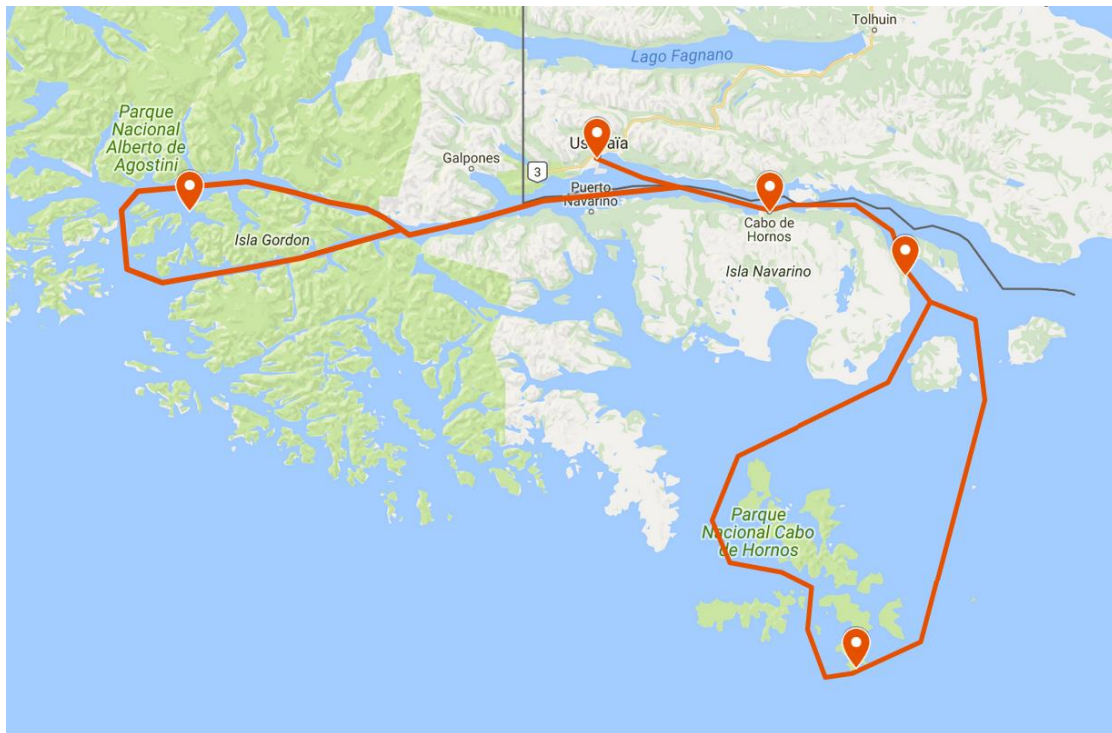 Tolhuin
Lago Fagnano
Parque
Nacional
Alberto de
Agostini
Galpones
3
Puerto
Navarino
Cabo de
Hornos
Isla Gordon
Isla Navarino
Parque
Nacional Cabo
de Hornos